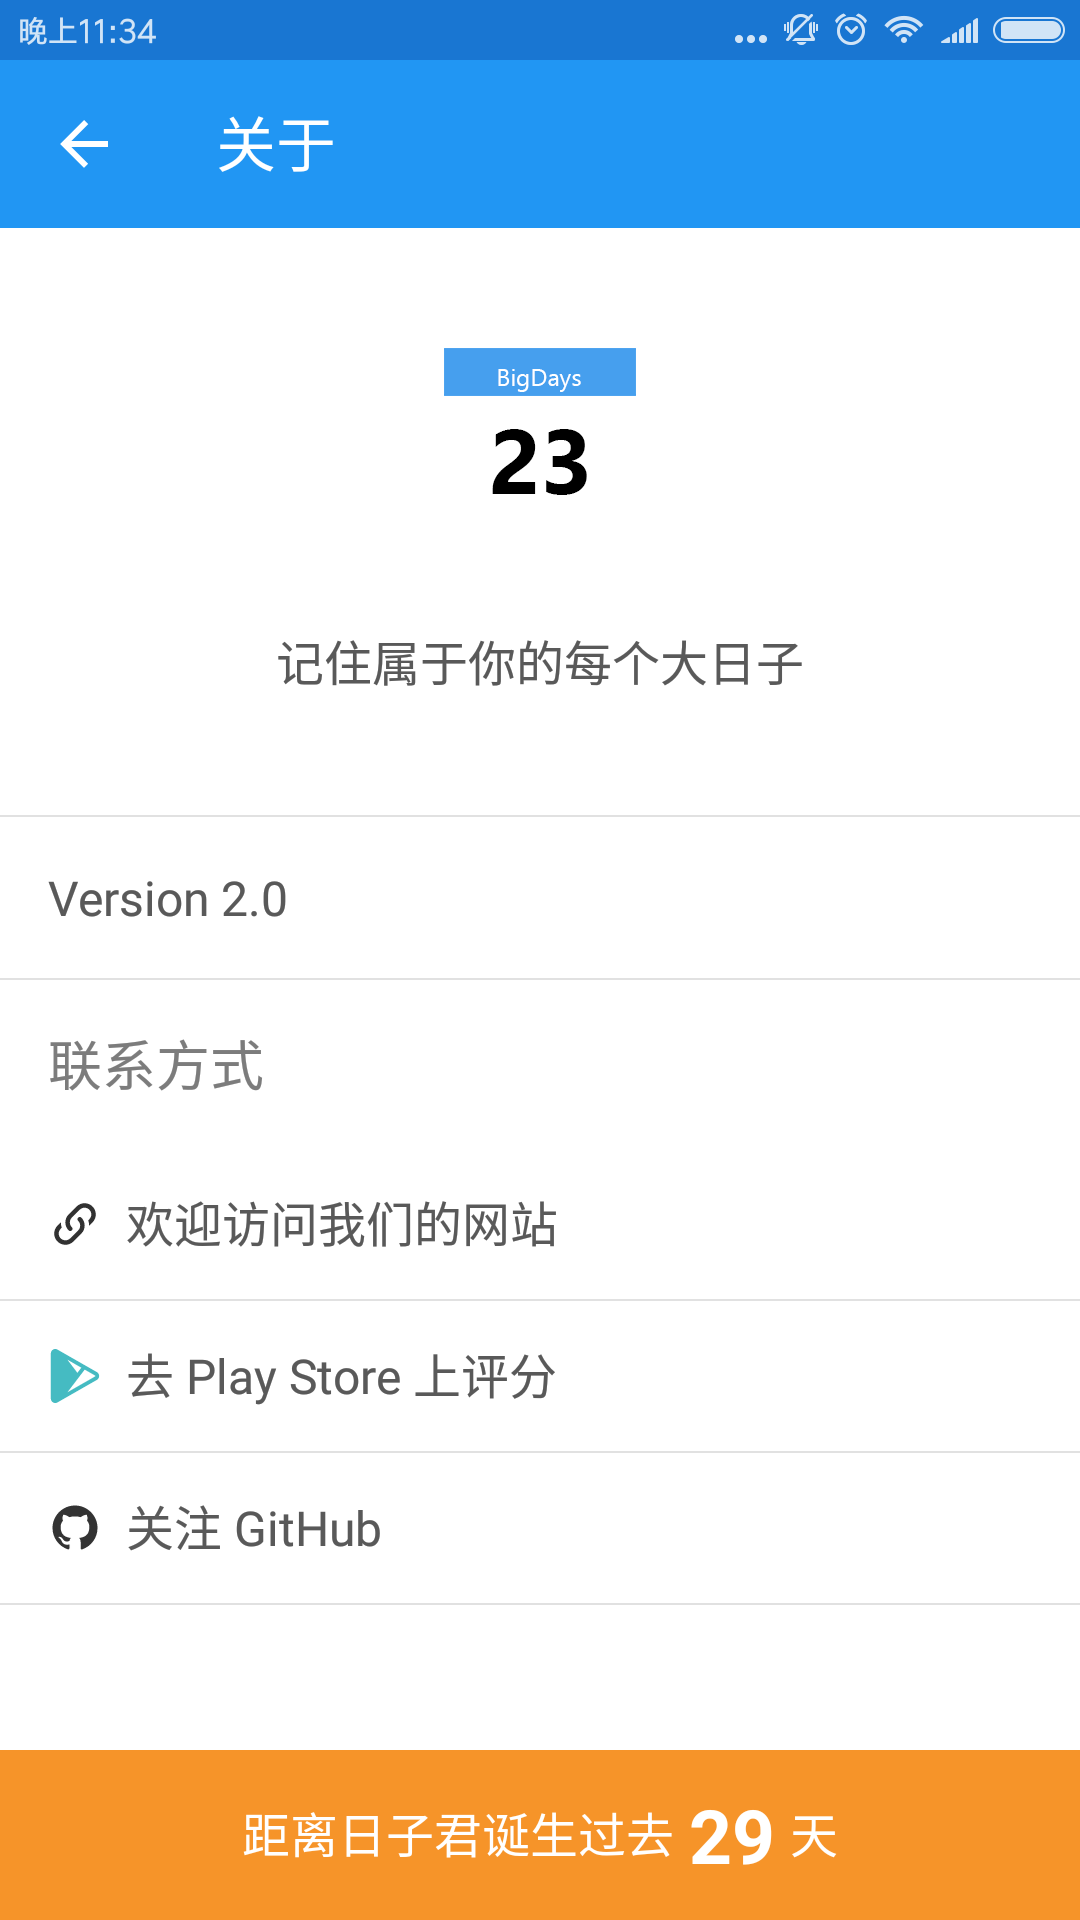 晚上11:34
关于
BigDays
23
记住属于你的每个大日子
Version 2.0
联系方式
欢迎访问我们的网站
去 Play Store 上评分
关注 GitHub
距离日子君诞生过去 29 天